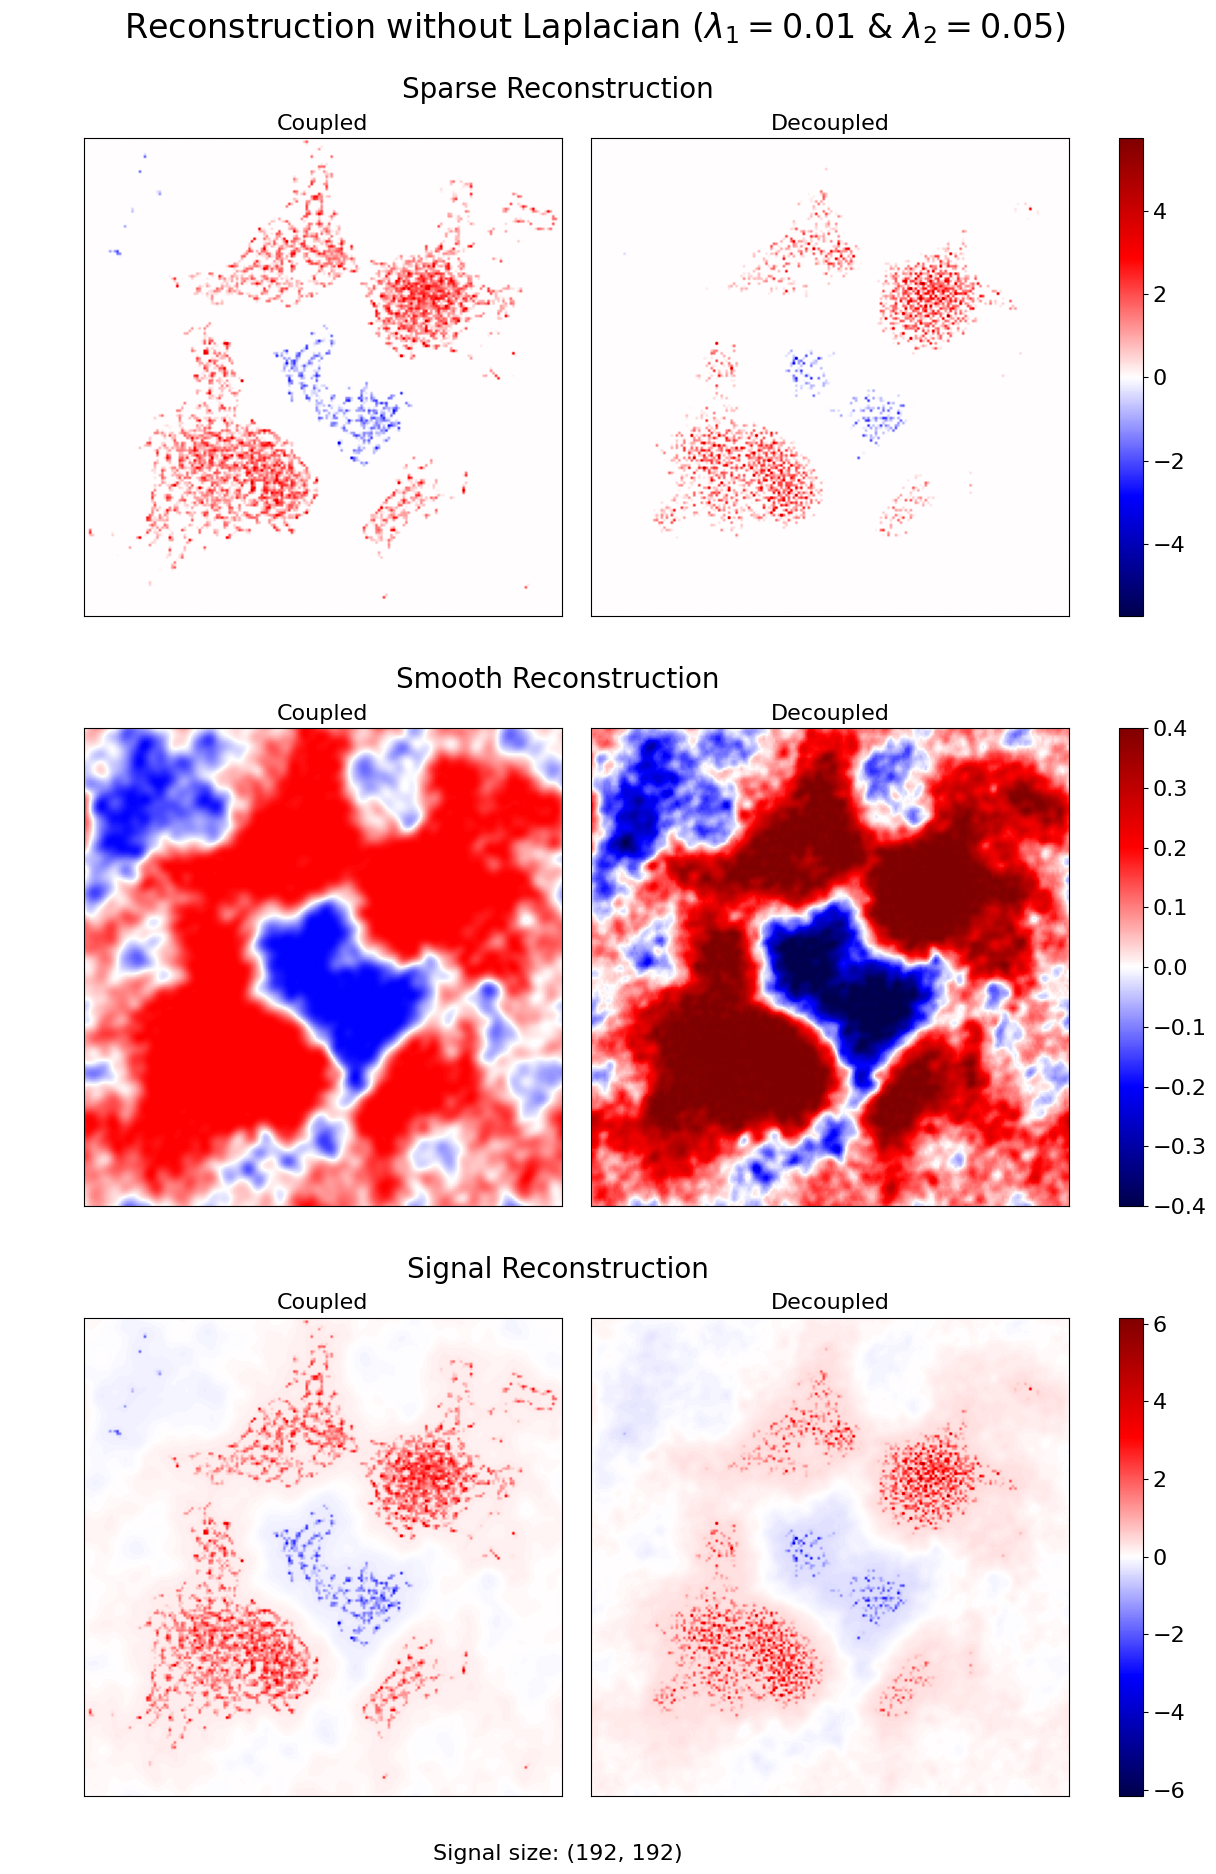 Reconstruction without Laplacian (λ₁ = 0.01 & λ₂ = 0.05)
Sparse Reconstruction
Coupled Decoupled
4
2
0
−2
−4
Smooth Reconstruction
Coupled Decoupled
0.4
0.3
0.2
0.1
0.0
−0.1
−0.2
−0.3
−0.4
Signal Reconstruction
Coupled Decoupled
6
4
2
0
−2
−4
−6
Signal size: (192, 192)